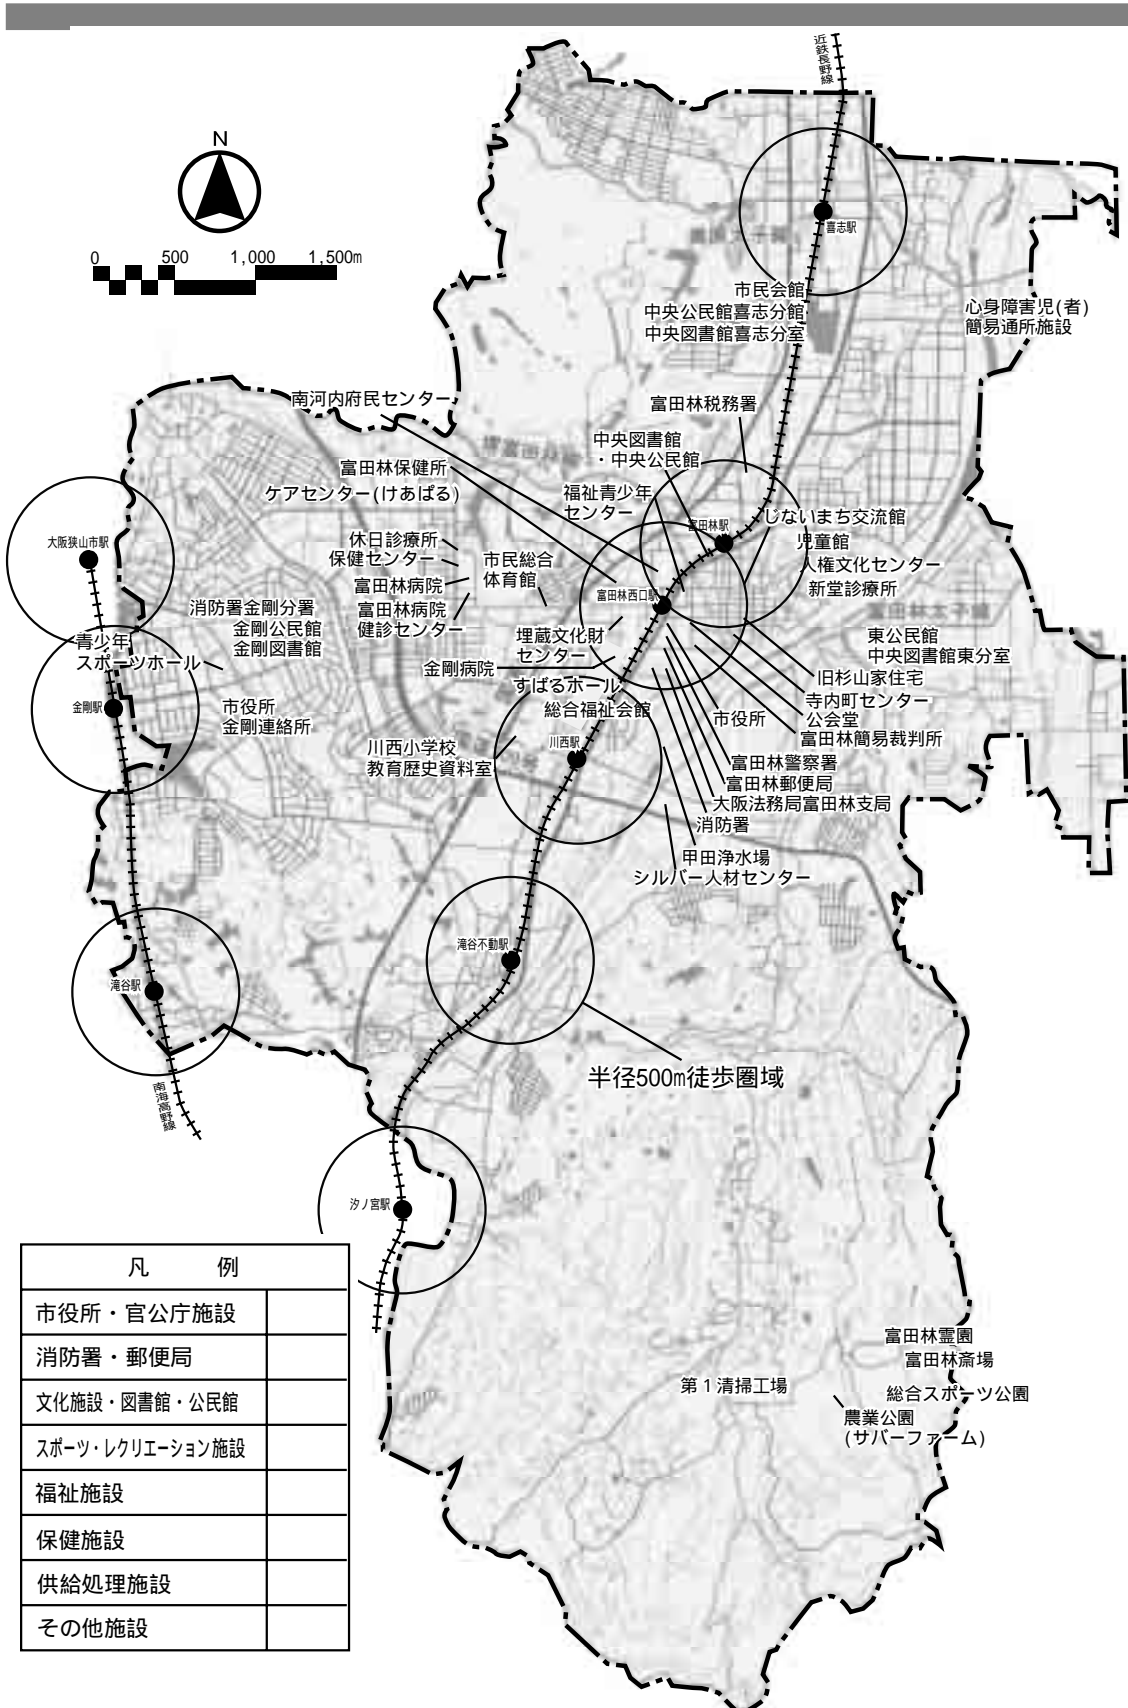 近鉄長野線
N
0 500 1,000 1,500m
喜志駅
市民会館
中央公民館喜志分館
中央図書館喜志分室
心身障害児(者)
簡易通所施設
南河内府民センター
富田林税務署
中央図書館
・中央公民館
富田林保健所
ケアセンター(けあぱる)
福祉青少年
センター
富田林駅
じないまち交流館
児童館
人権文化センター
新堂診療所
大阪狭山市駅
休日診療所
保健センター
市民総合
体育館
富田林病院
富田林病院
健診センター
富田林西口駅
消防署金剛分署
金剛公民館
金剛図書館
青少年
スポーツホール
埋蔵文化財
センター
金剛病院
東公民館
中央図書館東分室
旧杉山家住宅
寺内町センター
公会堂
富田林簡易裁判所
すばるホール
総合福祉会館
市役所
金剛駅
市役所
金剛連絡所
川西駅
川西小学校
教育歴史資料室
富田林警察署
富田林郵便局
大阪法務局富田林支局
消防署
甲田浄水場
シルバー人材センター
滝谷不動駅
滝谷駅
半径500m徒歩圏域
南海高野線
汐ノ宮駅
凡 例
市役所・官公庁施設
消防署・郵便局
文化施設・図書館・公民館
スポーツ・レクリエーション施設
福祉施設
保健施設
供給処理施設
その他施設
富田林霊園
富田林斎場
第１清掃工場
総合スポーツ公園
農業公園
(サバーファーム)